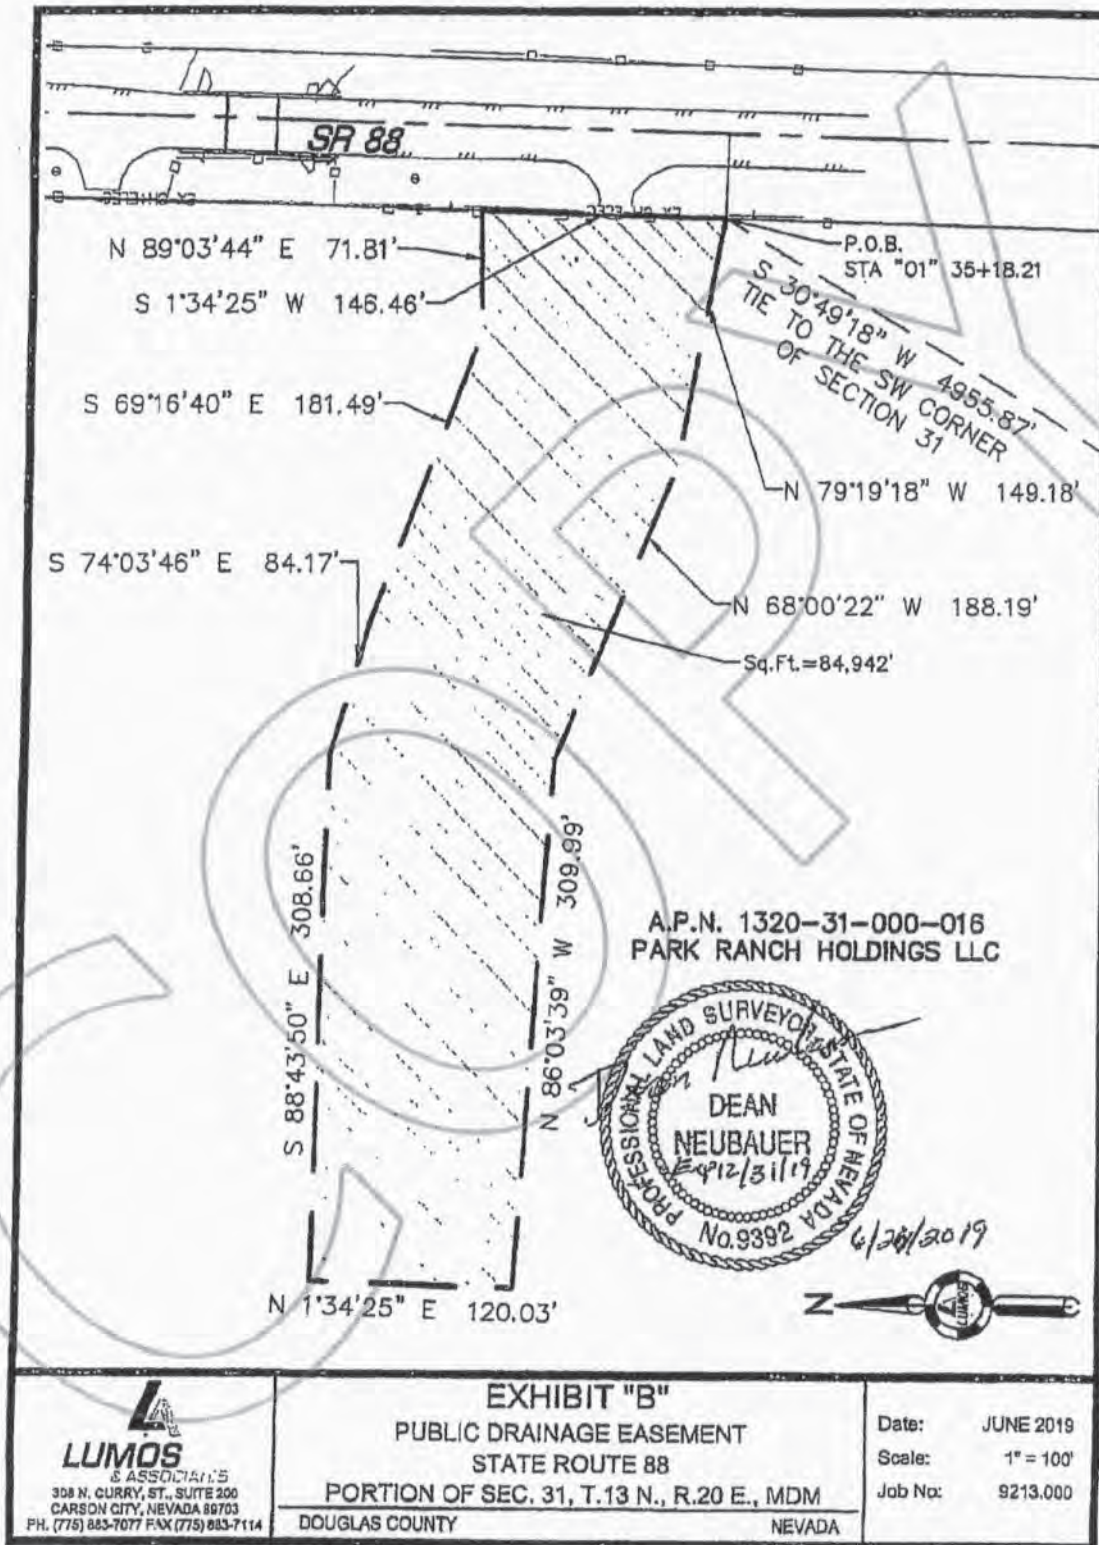 SR 88
N 89°03'44" E 71.81'
S 1°34'25" W 146.46'
P.O.B.
STA "01" 35+18.21
S 30°49'18" W 4955.87'
TIE TO THE SW CORNER
OF SECTION 31
S 69°16'40" E 181.49'
N 79°19'18" W 149.18'
S 74°03'46" E 84.17'
N 68°00'22" W 188.19'
Sq.Ft.=84,942'
S 88°43'50" E 308.66'
N 86°03'39" W 309.99'
A.P.N. 1320-31-000-016
PARK RANCH HOLDINGS LLC
PROFESSIONAL LAND SURVEYOR STATE OF NEVADA
DEAN
NEUBAUER
Exp 12/31/19
No. 9392
N 1°34'25" E 120.03'
N
LUMOS
COPY
LUMOS
& ASSOCIATES
308 N. CURRY, ST., SUITE 200
CARSON CITY, NEVADA 89703
PH. (775) 883-7077 FAX (775) 883-7114
EXHIBIT "B"
PUBLIC DRAINAGE EASEMENT
STATE ROUTE 88
PORTION OF SEC. 31, T.13 N., R.20 E., MDM
DOUGLAS COUNTY NEVADA
Date: JUNE 2019
Scale: 1" = 100'
Job No: 9213.000